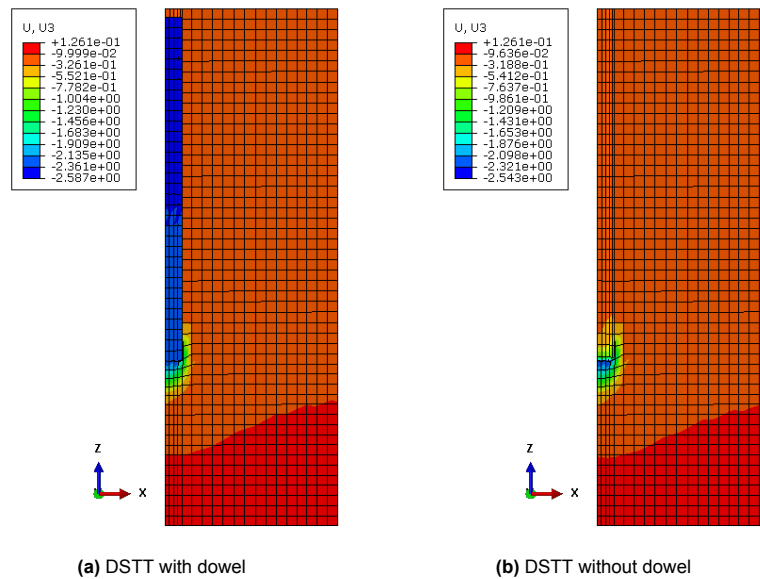 U, U3
+1.261e-01
-9.999e-02
-3.261e-01
-5.521e-01
-7.782e-01
-1.004e+00
-1.230e+00
-1.456e+00
-1.683e+00
-1.909e+00
-2.135e+00
-2.361e+00
-2.587e+00
Z
X
(a) DSTT with dowel
U, U3
+1.261e-01
-9.636e-02
-3.188e-01
-5.412e-01
-7.637e-01
-9.861e-01
-1.209e+00
-1.431e+00
-1.653e+00
-1.876e+00
-2.098e+00
-2.321e+00
-2.543e+00
Z
X
(b) DSTT without dowel